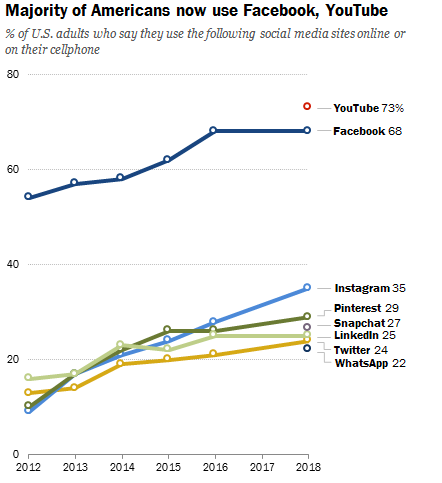 Majority of Americans now use Facebook, YouTube
% of U.S. adults who say they use the following social media sites online or
on their cellphone
80
YouTube 73%
Facebook 68
60
40
Instagram 35
Pinterest 29
Snapchat 27
LinkedIn 25
Twitter 24
WhatsApp 22
20
0
2012 2013 2014 2015 2016 2017 2018